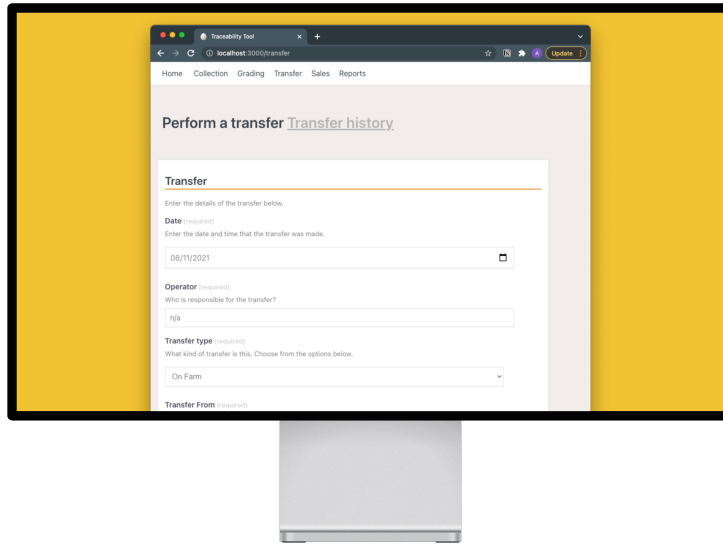 Traceability Tool
localhost:3000/transfer
A
Update
Home Collection Grading Transfer Sales Reports
Perform a transfer Transfer history
Transfer
Enter the details of the transfer below.
Date (required)
Enter the date and time that the transfer was made.
08/11/2021
Operator (required)
Who is responsible for the transfer?
n/a
Transfer type (required)
What kind of transfer is this. Choose from the options below.
On Farm
Transfer From (required)